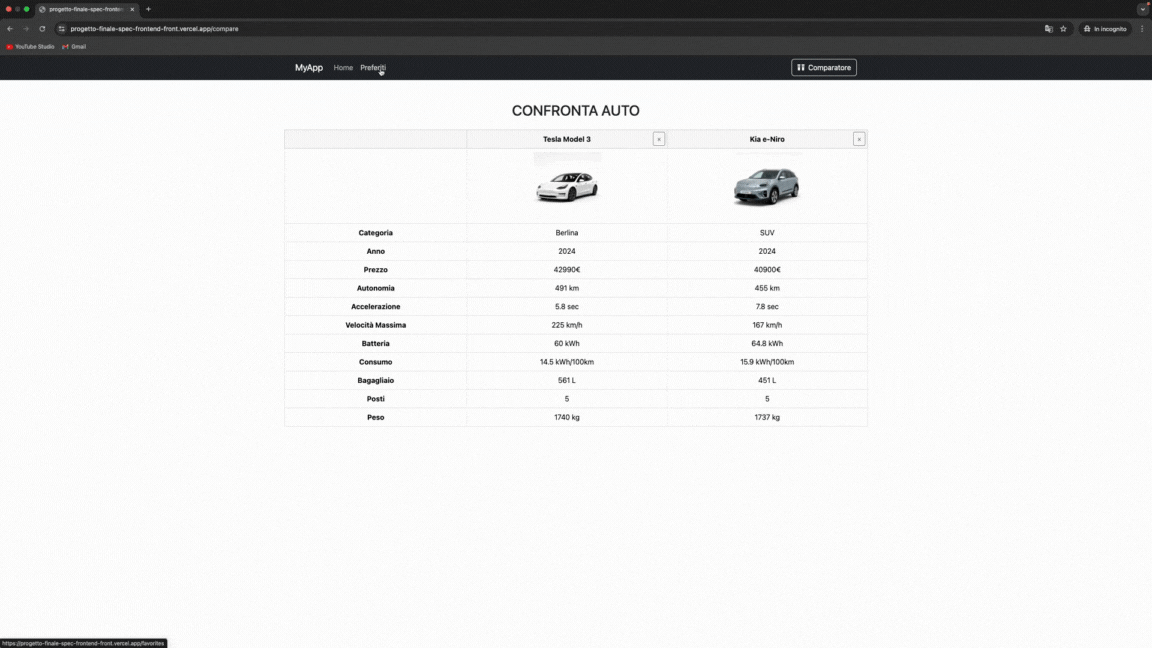 progetto-finale-spec-fronten
progetto-finale-spec-frontend-front.vercel.app/compare
In incognito
YouTube Studio
Gmail
MyApp
Home
Preferiti
Comparatore
CONFRONTA AUTO
Tesla Model 3 x Kia e-Niro x
Categoria Berlina SUV
Anno 2024 2024
Prezzo 42990€ 40900€
Autonomia 491 km 455 km
Accelerazione 5.8 sec 7.8 sec
Velocità Massima 225 km/h 167 km/h
Batteria 60 kWh 64.8 kWh
Consumo 14.5 kWh/100km 15.9 kWh/100km
Bagagliaio 561 L 451 L
Posti 5 5
Peso 1740 kg 1737 kg
https://progetto-finale-spec-frontend-front.vercel.app/favorites